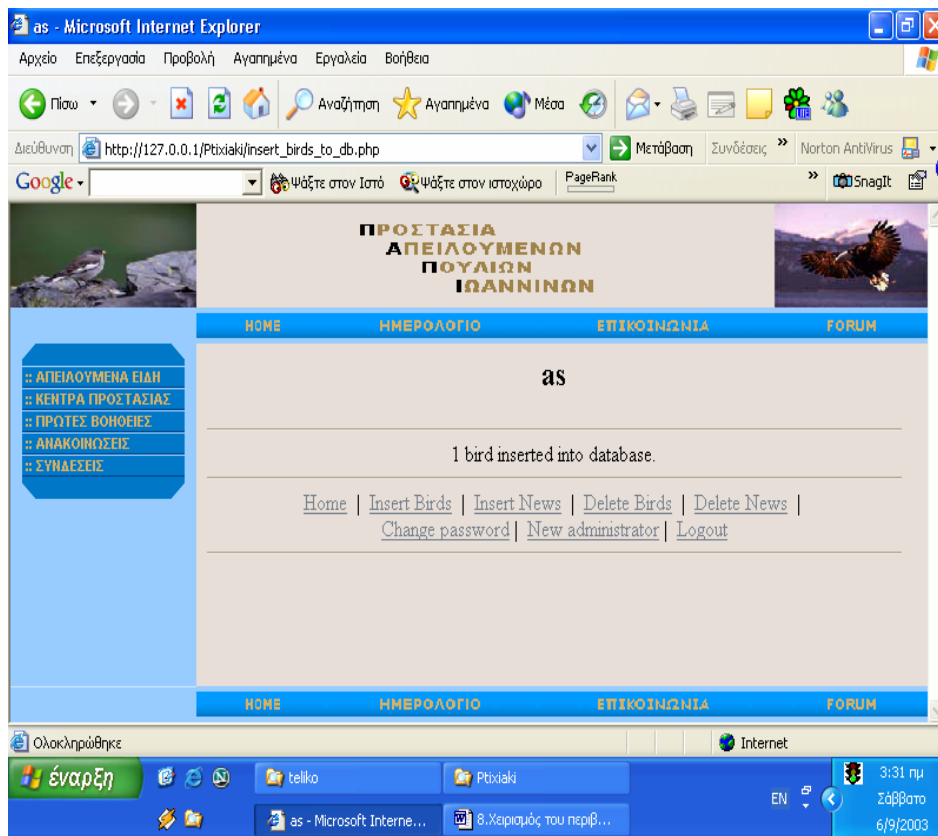 as - Microsoft Internet Explorer
Αρχείο Επεξεργασία Προβολή Αγαπημένα Εργαλεία Βοήθεια
Πίσω Αναζήτηση Αγαπημένα Μέσα
Διεύθυνση http://127.0.0.1/Ptixiaki/insert_birds_to_db.php Μετάβαση Συνδέσεις » Norton AntiVirus
Google Ψάξτε στον Ιστό Ψάξτε στον ιστοχώρο PageRank » SnagIt
ΠΡΟΣΤΑΣΙΑ
ΑΠΕΙΛΟΥΜΕΝΩΝ
ΠΟΥΛΙΩΝ
ΙΩΑΝΝΙΝΩΝ
HOME ΗΜΕΡΟΛΟΓΙΟ ΕΠΙΚΟΙΝΩΝΙΑ FORUM
:: ΑΠΕΙΛΟΥΜΕΝΑ ΕΙΔΗ
:: ΚΕΝΤΡΑ ΠΡΟΣΤΑΣΙΑΣ
:: ΠΡΩΤΕΣ ΒΟΗΘΕΙΕΣ
:: ΑΝΑΚΟΙΝΩΣΕΙΣ
:: ΣΥΝΔΕΣΕΙΣ
as
1 bird inserted into database.
Home | Insert Birds | Insert News | Delete Birds | Delete News |
Change password | New administrator | Logout
HOME ΗΜΕΡΟΛΟΓΙΟ ΕΠΙΚΟΙΝΩΝΙΑ FORUM
Ολοκληρώθηκε Internet
έναρξη teliko Ptixiaki 3:31 πμ
EN Σάββατο
as - Microsoft Interne... 8.Χειρισμός του περιβ... 6/9/2003